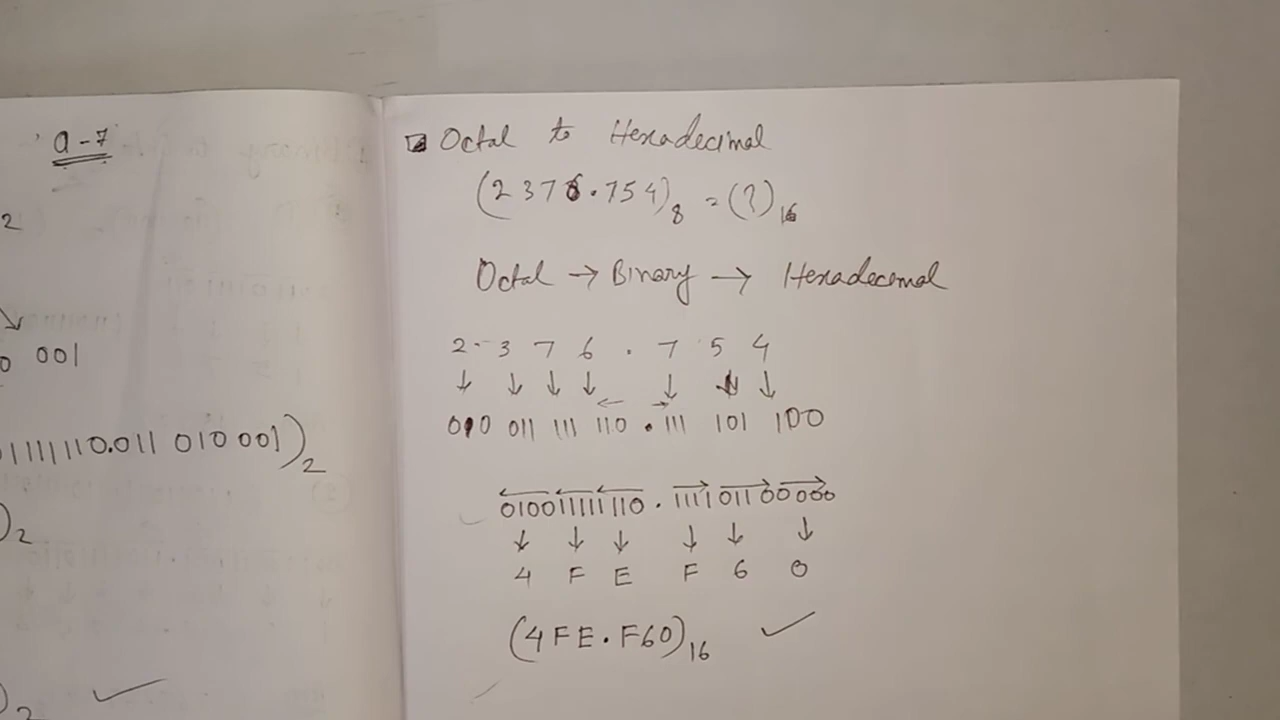 a-7
2
0 001
1111110.011 010 001)2
)2
)2
Octal to Hexadecimal
(2376.754)8 = (?)16
Octal → Binary → Hexadecimal
2 3 7 6 . 7 5 4
↓ ↓ ↓ ↓ ↓ ↓ ↓
← →
010 011 111 110 . 111 101 100
010011111110 . 111101100000
↓ ↓ ↓ ↓ ↓ ↓
4 F E F 6 0
(4FE.F60)16 ✓